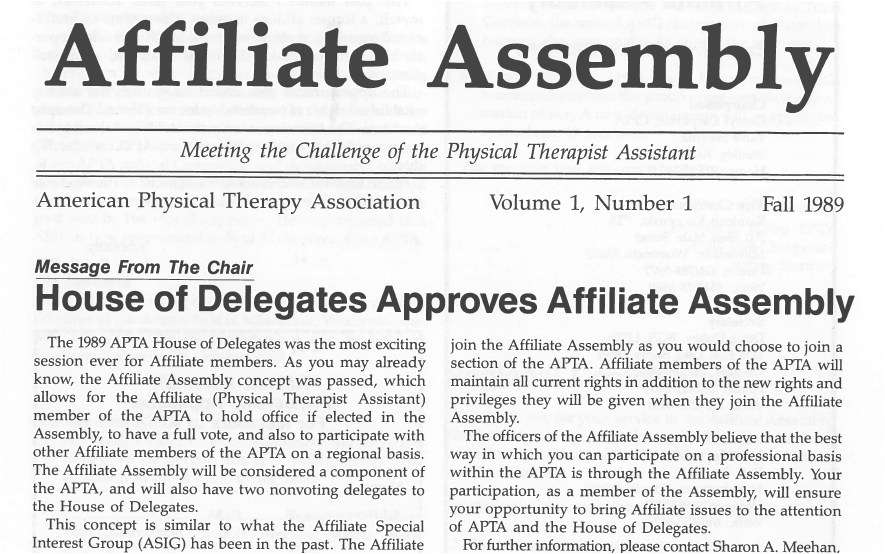 Affiliate Assembly
Meeting the Challenge of the Physical Therapist Assistant
American Physical Therapy Association Volume 1, Number 1 Fall 1989
Message From The Chair
House of Delegates Approves Affiliate Assembly
The 1989 APTA House of Delegates was the most exciting
session ever for Affiliate members. As you may already
know, the Affiliate Assembly concept was passed, which
allows for the Affiliate (Physical Therapist Assistant)
member of the APTA to hold office if elected in the
Assembly, to have a full vote, and also to participate with
other Affiliate members of the APTA on a regional basis.
The Affiliate Assembly will be considered a component of
the APTA, and will also have two nonvoting delegates to
the House of Delegates.
This concept is similar to what the Affiliate Special
Interest Group (ASIG) has been in the past. The Affiliate
join the Affiliate Assembly as you would choose to join a
section of the APTA. Affiliate members of the APTA will
maintain all current rights in addition to the new rights and
privileges they will be given when they join the Affiliate
Assembly.
The officers of the Affiliate Assembly believe that the best
way in which you can participate on a professional basis
within the APTA is through the Affiliate Assembly. Your
participation, as a member of the Assembly, will ensure
your opportunity to bring Affiliate issues to the attention
of APTA and the House of Delegates.
For further information, please contact Sharon A. Meehan,